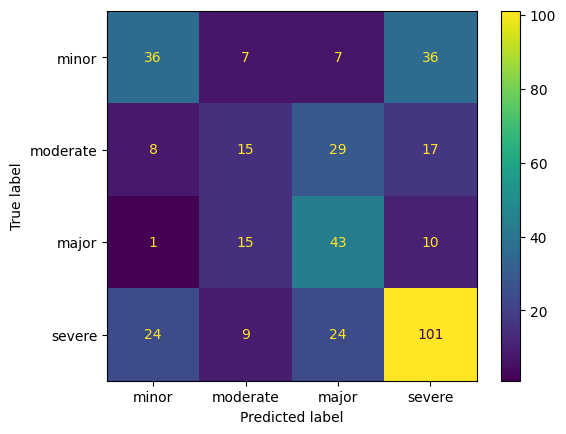 minor 36 7 7 36
moderate 8 15 29 17
major 1 15 43 10
severe 24 9 24 101
minor moderate major severe
Predicted label
True label
100
80
60
40
20